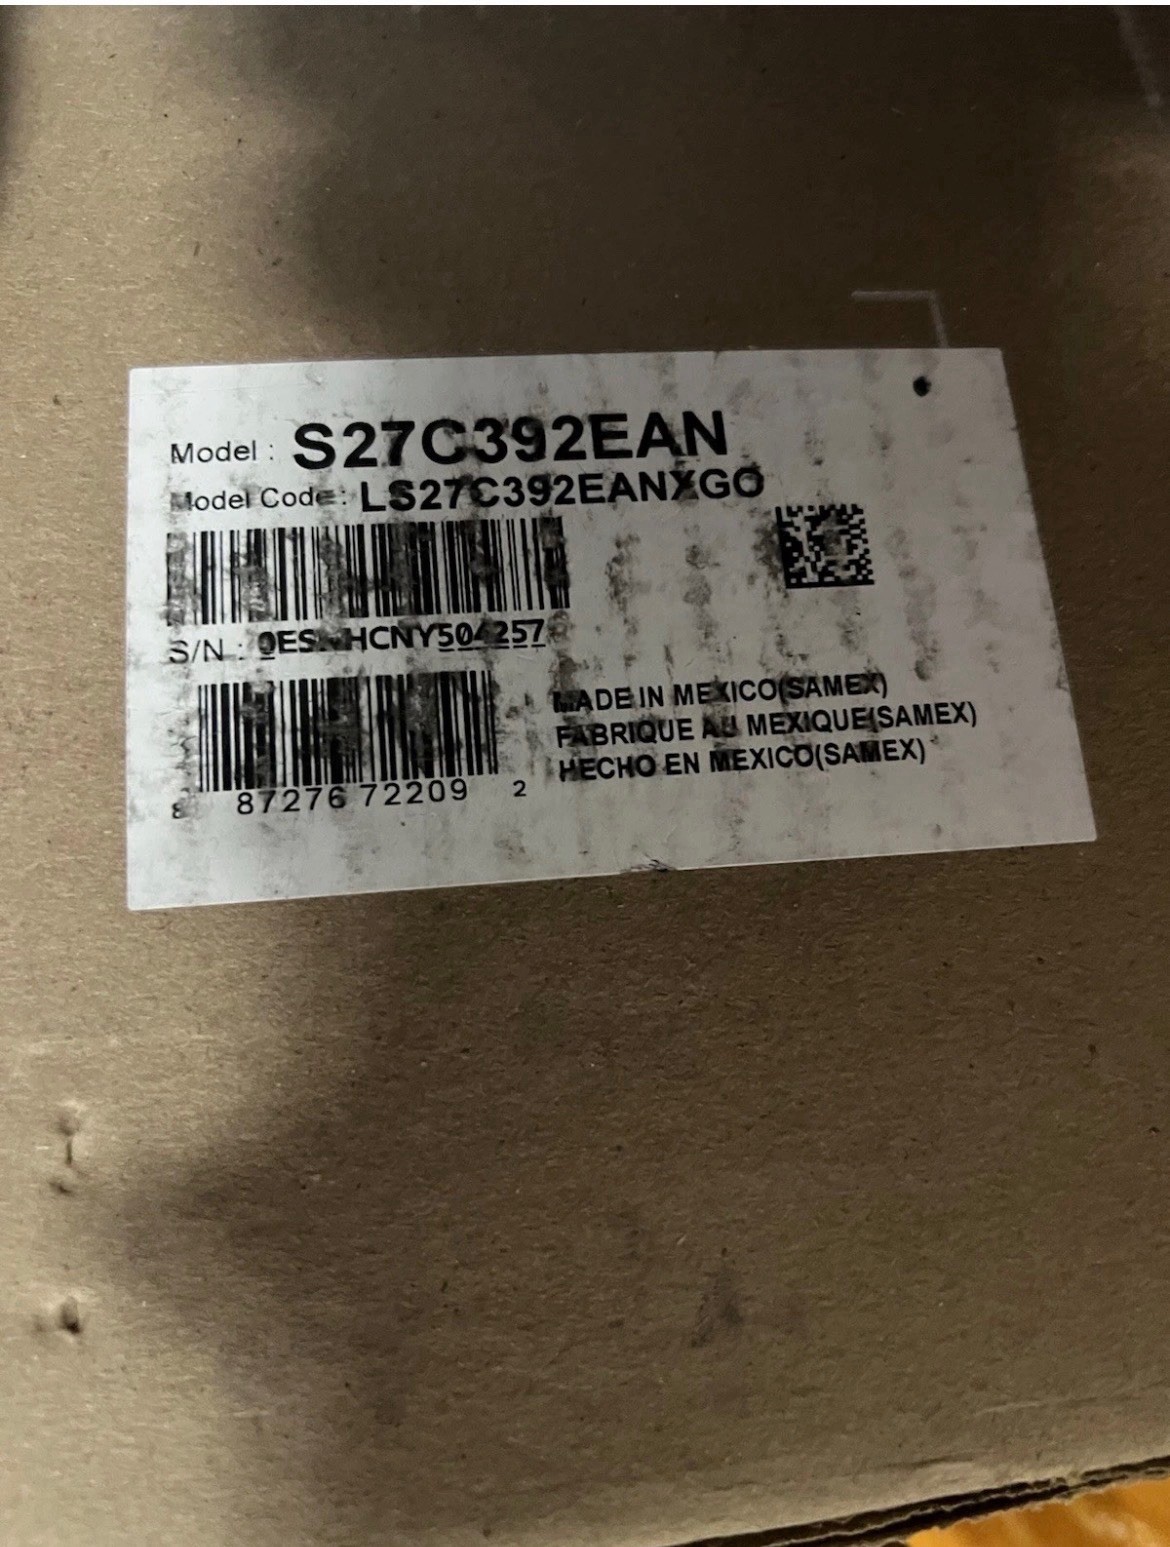 Model : S27C392EAN
Model Code : LS27C392EANXGO
S/N :
8 87276 72209 2
MADE IN MEXICO(SAMEX)
FABRIQUE AU MEXIQUE(SAMEX)
HECHO EN MEXICO(SAMEX)